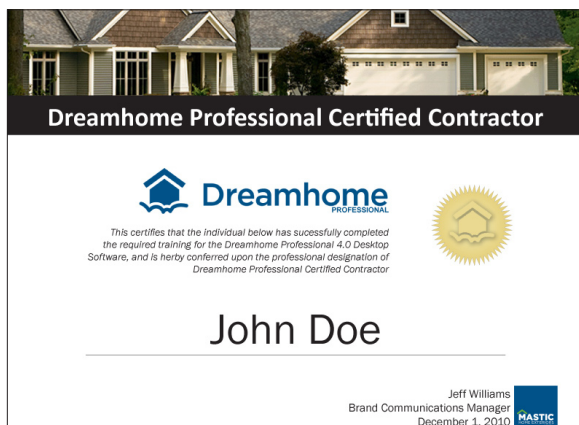 Dreamhome Professional Certified Contractor
Dreamhome
PROFESSIONAL
This certifies that the individual below has sucessfully completed
the required training for the Dreamhome Professional 4.0 Desktop
Software, and is herby conferred upon the professional designation of
Dreamhome Professional Certified Contractor
John Doe
Jeff Williams
Brand Communications Manager
December 1, 2010
MASTIC
HOME EXTERIORS